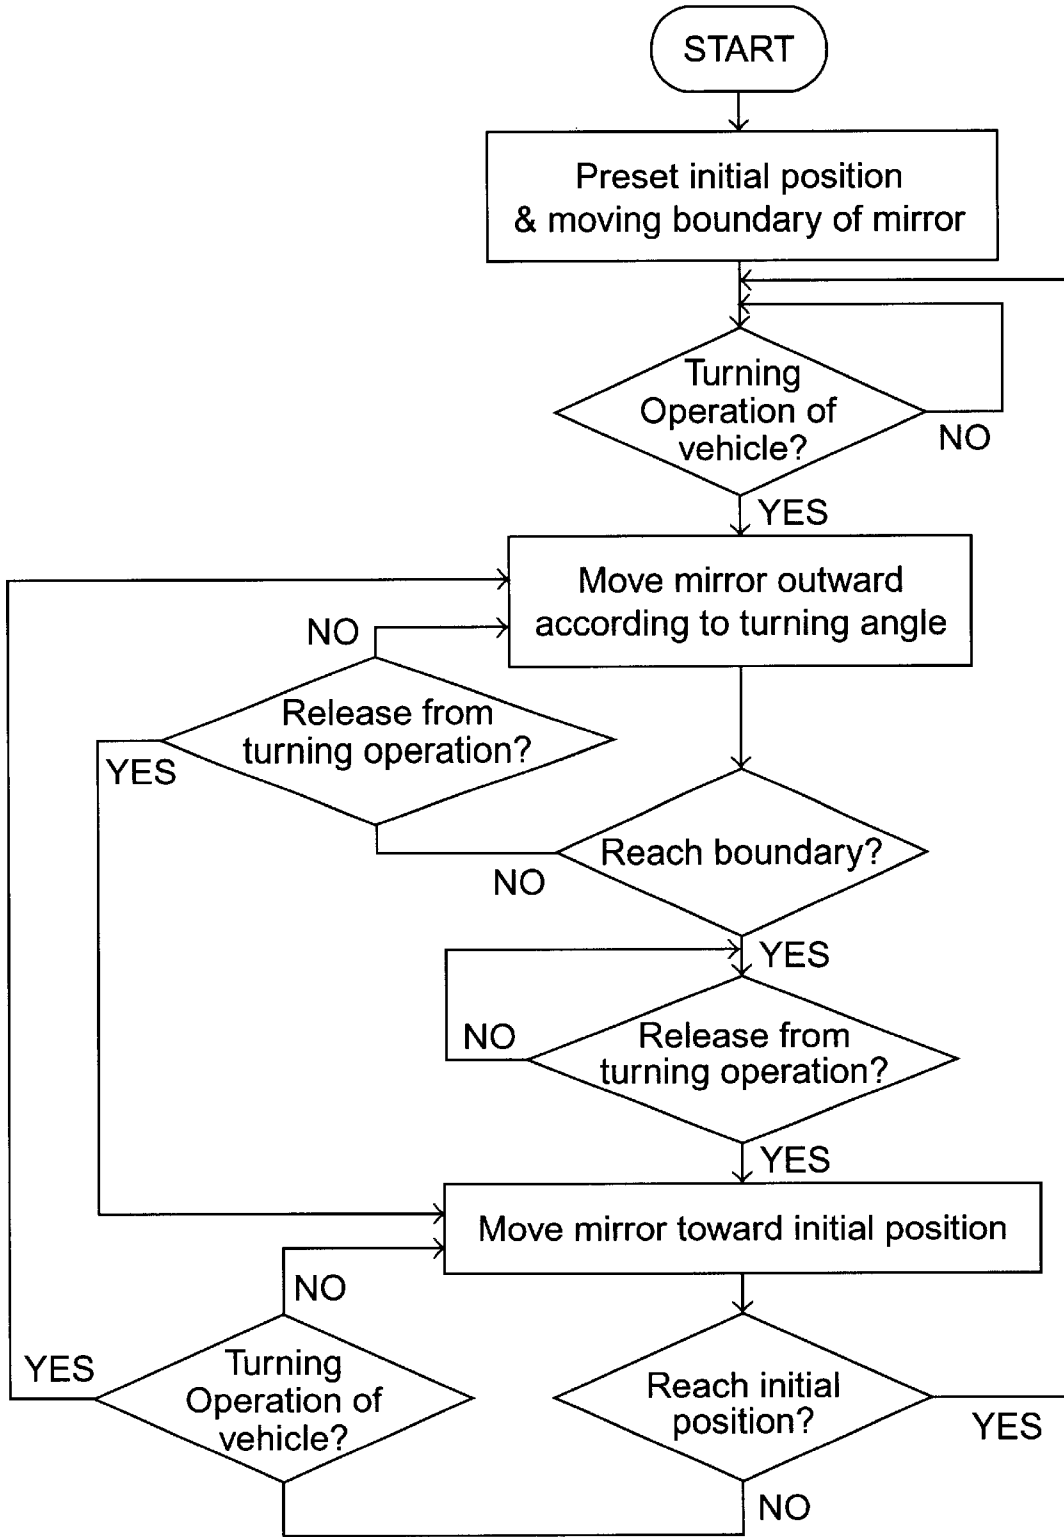 START
Preset initial position
& moving boundary of mirror
Turning
Operation of
vehicle?
NO
YES
Move mirror outward
according to turning angle
NO
Release from
turning operation?
YES
Reach boundary?
NO
YES
Release from
turning operation?
NO
YES
Move mirror toward initial position
NO
Turning
Operation of
vehicle?
YES
Reach initial
position?
YES
NO